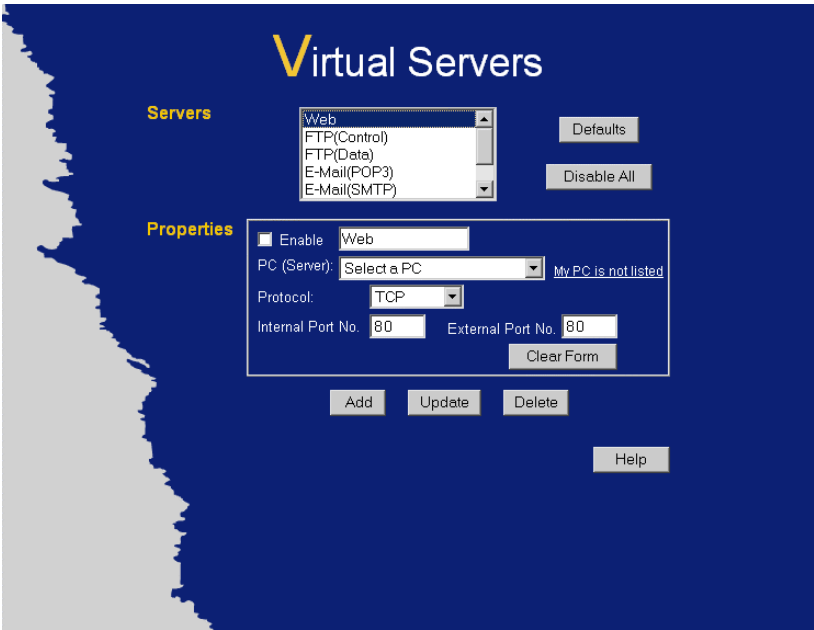 Virtual Servers
Servers
Web
FTP(Control)
FTP(Data)
E-Mail(POP3)
E-Mail(SMTP)
Defaults
Disable All
Properties
Enable Web
PC (Server): Select a PC My PC is not listed
Protocol: TCP
Internal Port No. 80 External Port No. 80
Clear Form
Add Update Delete
Help